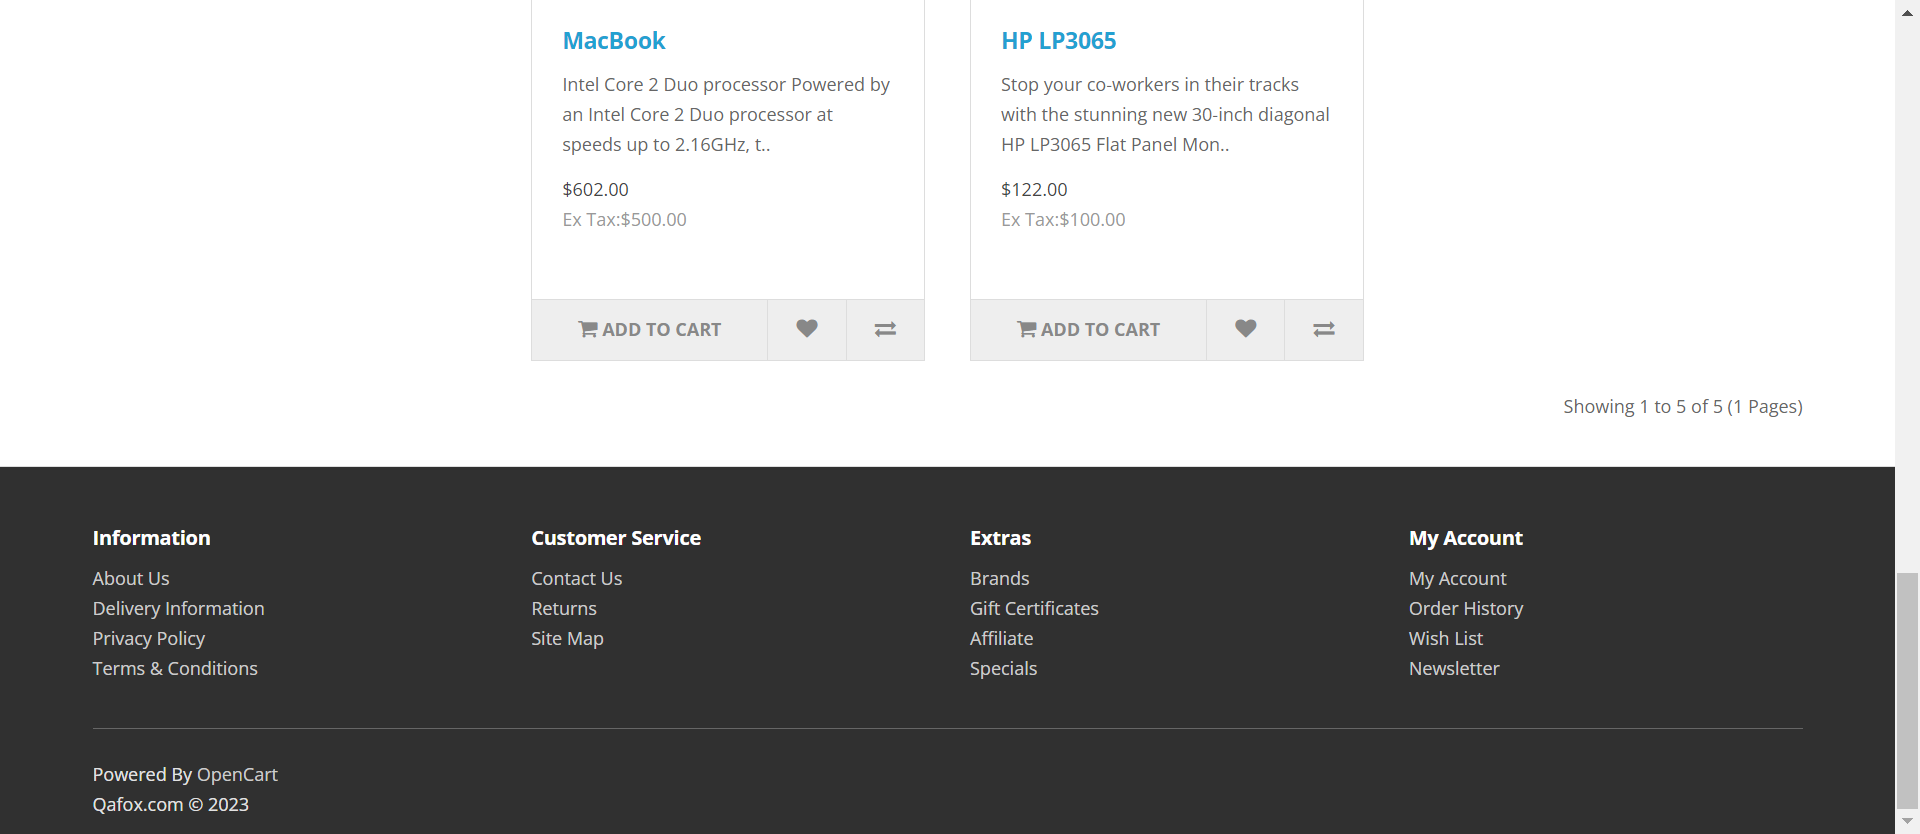 MacBook
Intel Core 2 Duo processor Powered by
an Intel Core 2 Duo processor at
speeds up to 2.16GHz, t..
$602.00
Ex Tax:$500.00
ADD TO CART
HP LP3065
Stop your co-workers in their tracks
with the stunning new 30-inch diagonal
HP LP3065 Flat Panel Mon..
$122.00
Ex Tax:$100.00
ADD TO CART
Showing 1 to 5 of 5 (1 Pages)
Information
About Us
Delivery Information
Privacy Policy
Terms & Conditions
Customer Service
Contact Us
Returns
Site Map
Extras
Brands
Gift Certificates
Affiliate
Specials
My Account
My Account
Order History
Wish List
Newsletter
Powered By OpenCart
Qafox.com © 2023